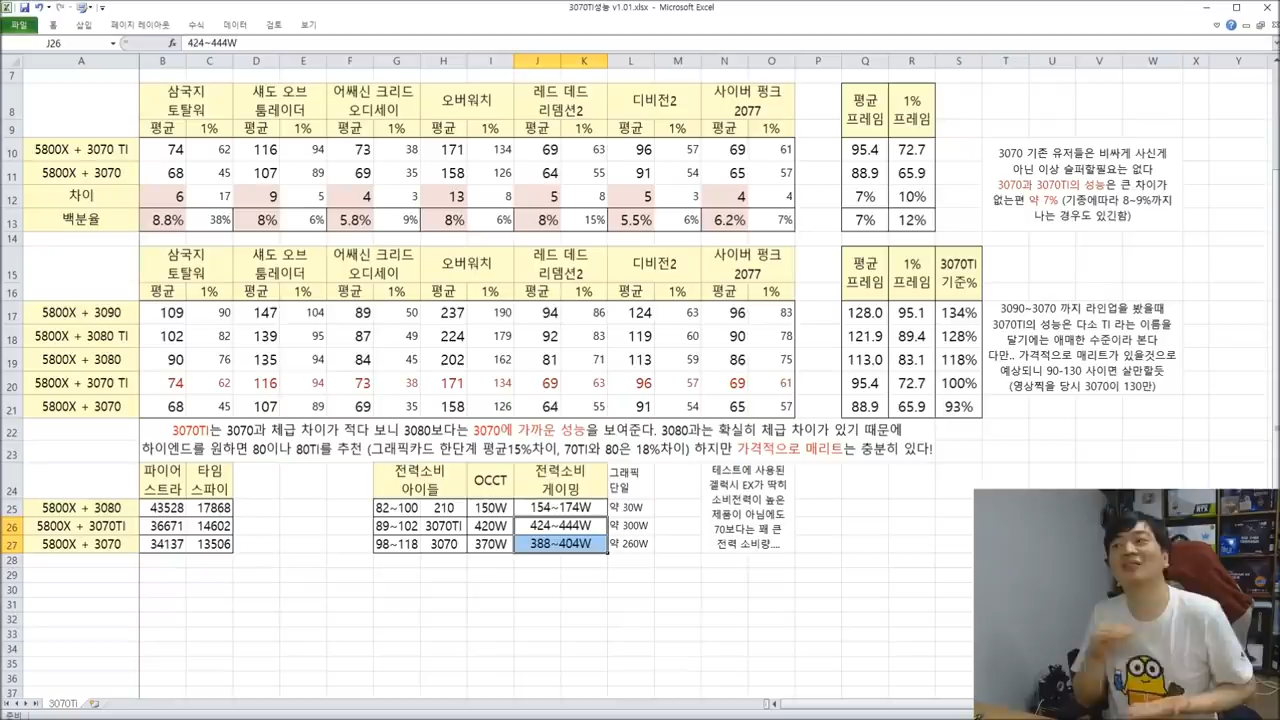 3070TI성능 v1.01.xlsx - Microsoft Excel
파일 홈 삽입 페이지 레이아웃 수식 데이터 검토 보기
J26 fx 424~444W
A B C D E F G H I J K L M N O P Q R S T U V W X Y
7
8 삼국지 섀도 오브 어쌔신 크리드 오버워치 레드 데드 디비전2 사이버 펑크 평균 1%
토탈워 툼레이더 오디세이 리뎀션2 2077 프레임 프레임
9 평균 1% 평균 1% 평균 1% 평균 1% 평균 1% 평균 1% 평균 1%
10 5800X + 3070 TI 74 62 116 94 73 38 171 134 69 63 96 57 69 61 95.4 72.7
11 5800X + 3070 68 45 107 89 69 35 158 126 64 55 91 54 65 57 88.9 65.9
12 차이 6 17 9 5 4 3 13 8 5 8 5 3 4 4 7% 10%
13 백분율 8.8% 38% 8% 6% 5.8% 9% 8% 6% 8% 15% 5.5% 6% 6.2% 7% 7% 12%
3070 기존 유저들은 비싸게 사신게
아닌 이상 슬퍼할필요는 없다
3070과 3070TI의 성능은 큰 차이가
없는편 약 7% (기종에따라 8~9%까지
나는 경우도 있긴함)
14
15 삼국지 섀도 오브 어쌔신 크리드 오버워치 레드 데드 디비전2 사이버 펑크 평균 1% 3070TI
토탈워 툼레이더 오디세이 리뎀션2 2077 프레임 프레임 기준%
16 평균 1% 평균 1% 평균 1% 평균 1% 평균 1% 평균 1% 평균 1%
17 5800X + 3090 109 90 147 104 89 50 237 190 94 86 124 63 96 83 128.0 95.1 134%
18 5800X + 3080 TI 102 82 139 95 87 49 224 179 92 83 119 60 90 78 121.9 89.4 128%
19 5800X + 3080 90 76 135 94 84 45 202 162 81 71 113 59 86 75 113.0 83.1 118%
20 5800X + 3070 TI 74 62 116 94 73 38 171 134 69 63 96 57 69 61 95.4 72.7 100%
21 5800X + 3070 68 45 107 89 69 35 158 126 64 55 91 54 65 57 88.9 65.9 93%
3090~3070 까지 라인업을 봤을때
3070TI의 성능은 다소 TI 라는 이름을
달기에는 애매한 수준이라 본다
다만.. 가격적으로 매리트가 있을것으로
예상되니 90-130 사이면 살만할듯
(영상찍을 당시 3070이 130만)
22 3070TI는 3070과 체급 차이가 적다 보니 3080보다는 3070에 가까운 성능을 보여준다. 3080과는 확실히 체급 차이가 있기 때문에
23 하이엔드를 원하면 80이나 80TI를 추천 (그래픽카드 한단계 평균15%차이, 70TI와 80은 18%차이) 하지만 가격적으로 매리트는 충분히 있다!
24 파이어 타임 전력소비 OCCT 전력소비 그래픽
스트라 스파이 아이들 게이밍 단일
25 5800X + 3080 43528 17868 82~100 210 150W 154~174W 약 30W
26 5800X + 3070TI 36671 14602 89~102 3070TI 420W 424~444W 약 300W
27 5800X + 3070 34137 13506 98~118 3070 370W 388~404W 약 260W
테스트에 사용된
갤럭시 EX가 딱히
소비전력이 높은
제품이 아님에도
70보다는 꽤 큰
전력 소비량....
28
29
30
31
32
33
34
35
36
37
3070TI
준비